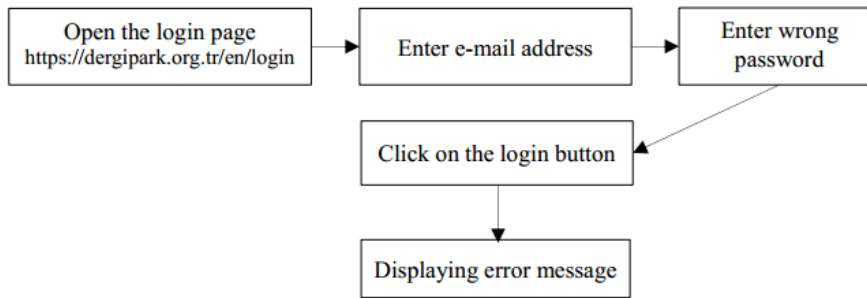 Open the login page
https://dergipark.org.tr/en/login
Enter e-mail address
Enter wrong
password
Click on the login button
Displaying error message